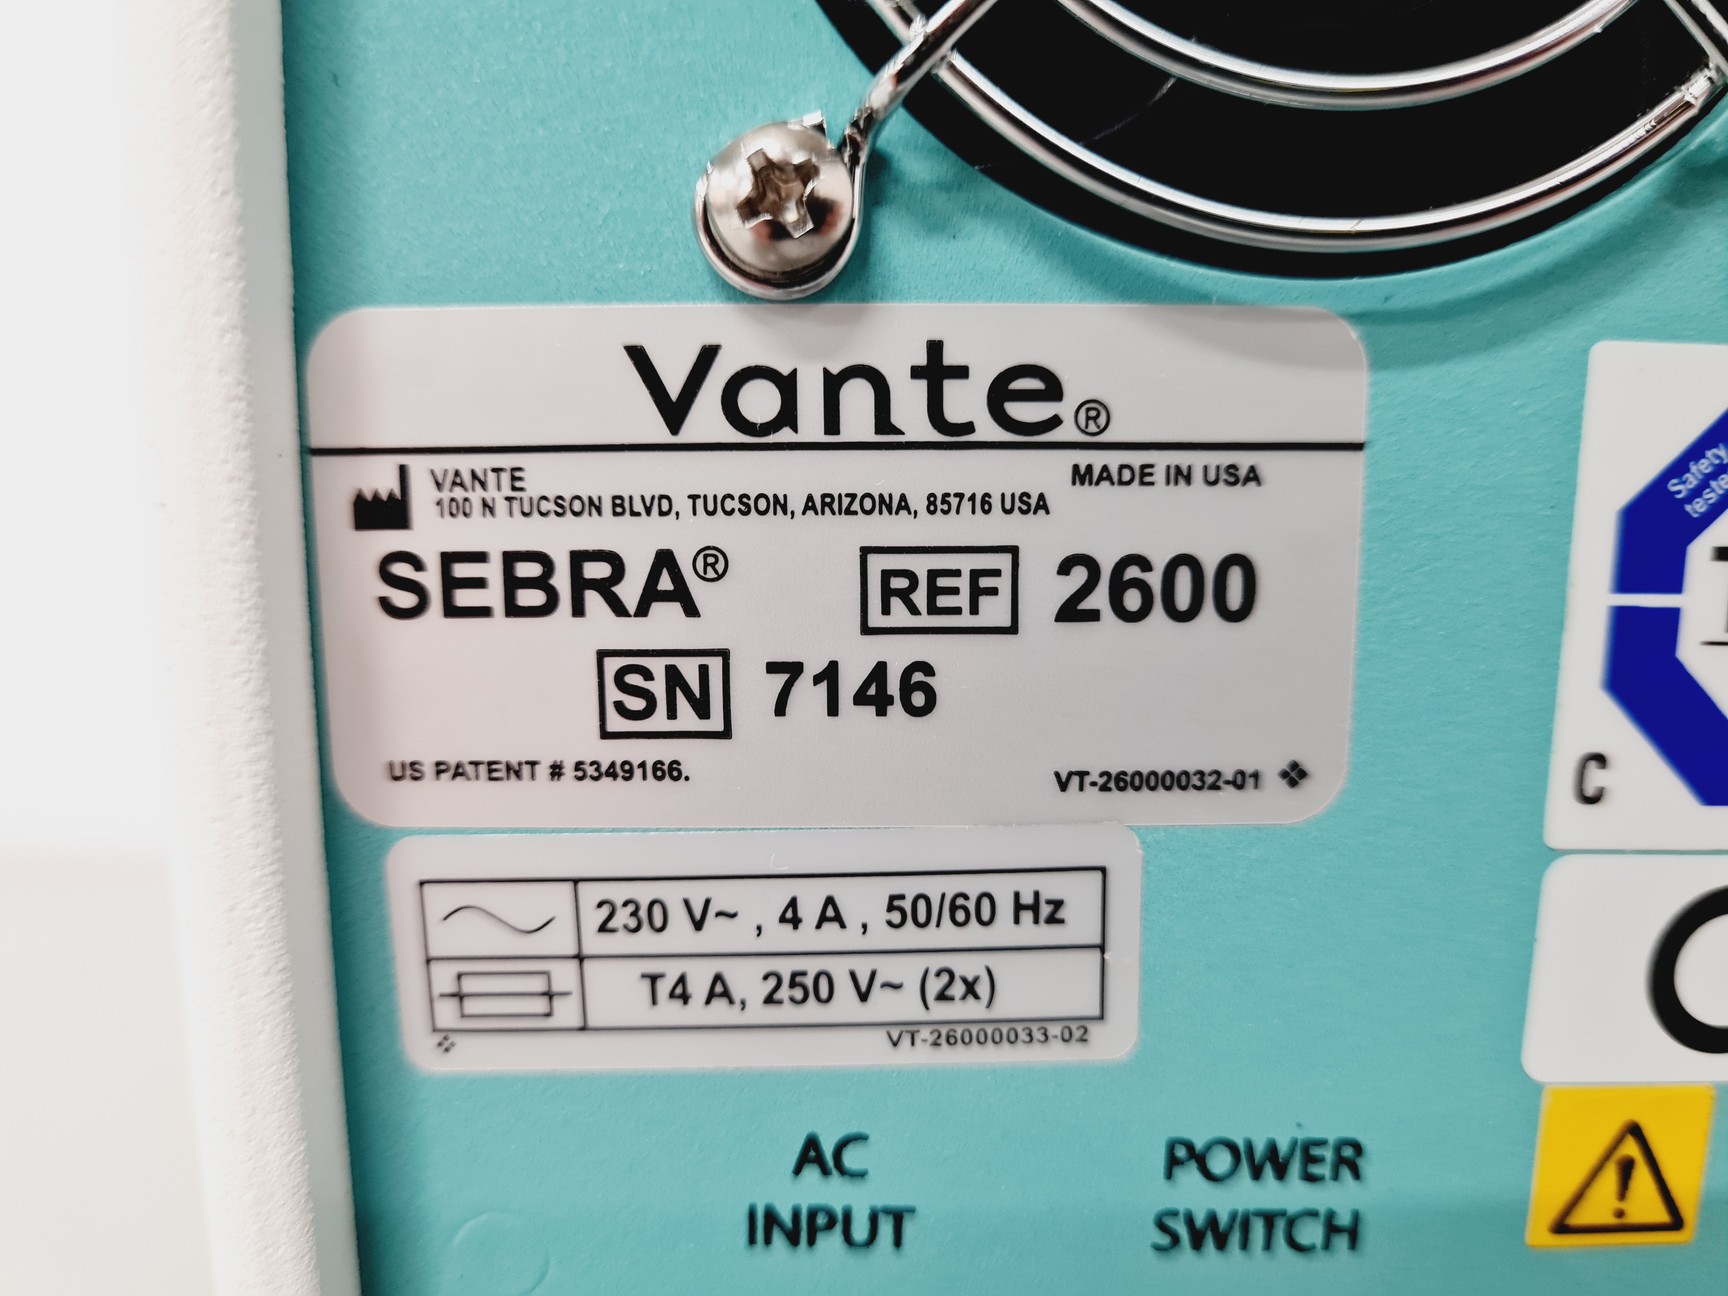 Vante®
VANTE
MADE IN USA
100 N TUCSON BLVD, TUCSON, ARIZONA, 85716 USA
SEBRA® REF 2600
SN 7146
US PATENT # 5349166.
VT-26000032-01
230 V~ , 4 A , 50/60 Hz
T4 A, 250 V~ (2x)
VT-26000033-02
AC
INPUT
POWER
SWITCH
Safety
C